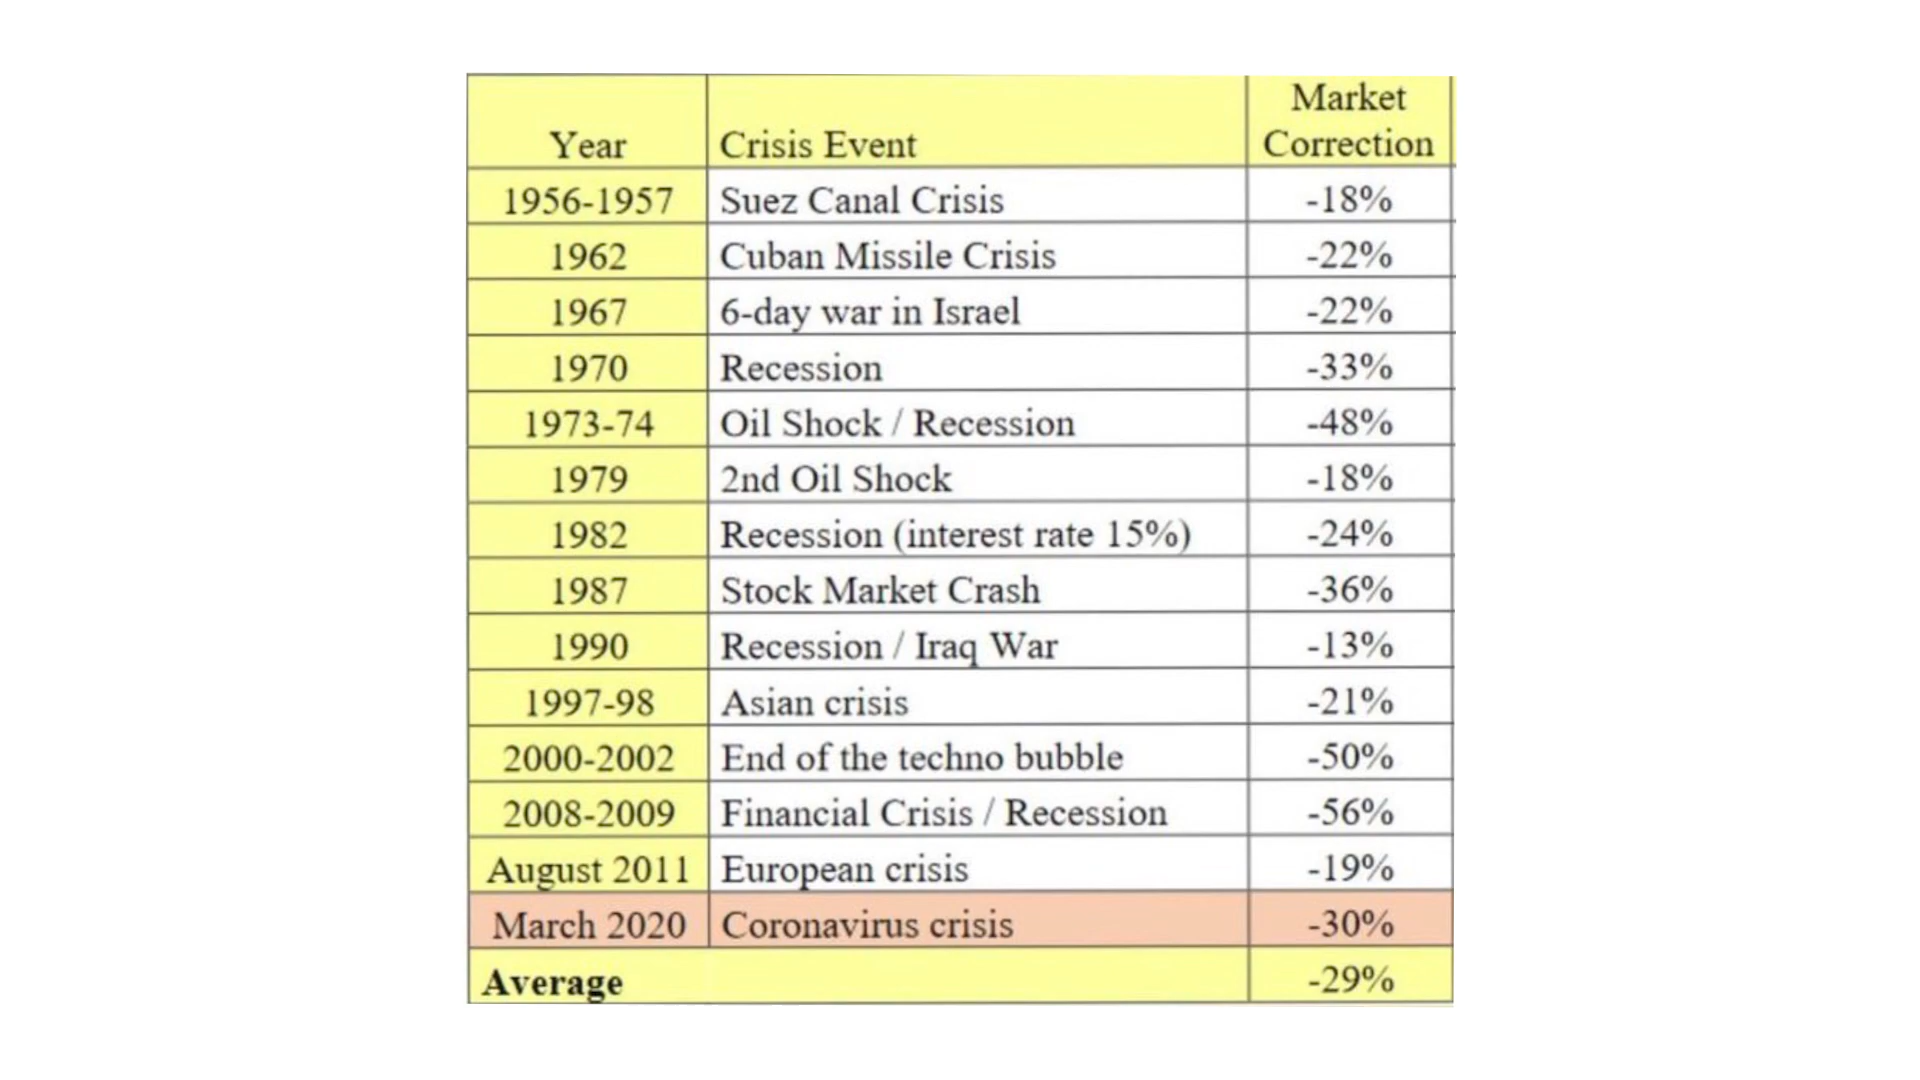 Year Crisis Event Market Correction
1956-1957 Suez Canal Crisis -18%
1962 Cuban Missile Crisis -22%
1967 6-day war in Israel -22%
1970 Recession -33%
1973-74 Oil Shock / Recession -48%
1979 2nd Oil Shock -18%
1982 Recession (interest rate 15%) -24%
1987 Stock Market Crash -36%
1990 Recession / Iraq War -13%
1997-98 Asian crisis -21%
2000-2002 End of the techno bubble -50%
2008-2009 Financial Crisis / Recession -56%
August 2011 European crisis -19%
March 2020 Coronavirus crisis -30%
Average -29%